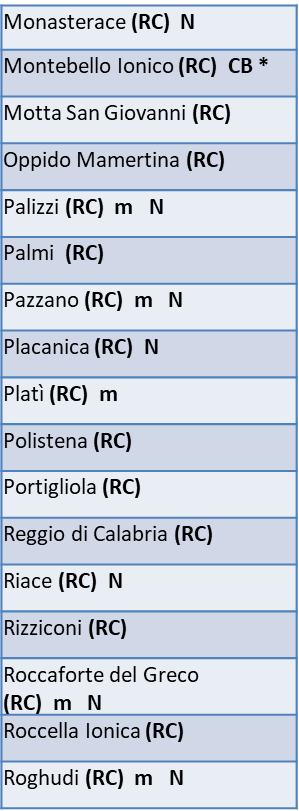 Monasterace (RC) N
Montebello Ionico (RC) CB *
Motta San Giovanni (RC)
Oppido Mamertina (RC)
Palizzi (RC) m N
Palmi (RC)
Pazzano (RC) m N
Placanica (RC) N
Platì (RC) m
Polistena (RC)
Portigliola (RC)
Reggio di Calabria (RC)
Riace (RC) N
Rizziconi (RC)
Roccaforte del Greco
(RC) m N
Roccella Ionica (RC)
Roghudi (RC) m N